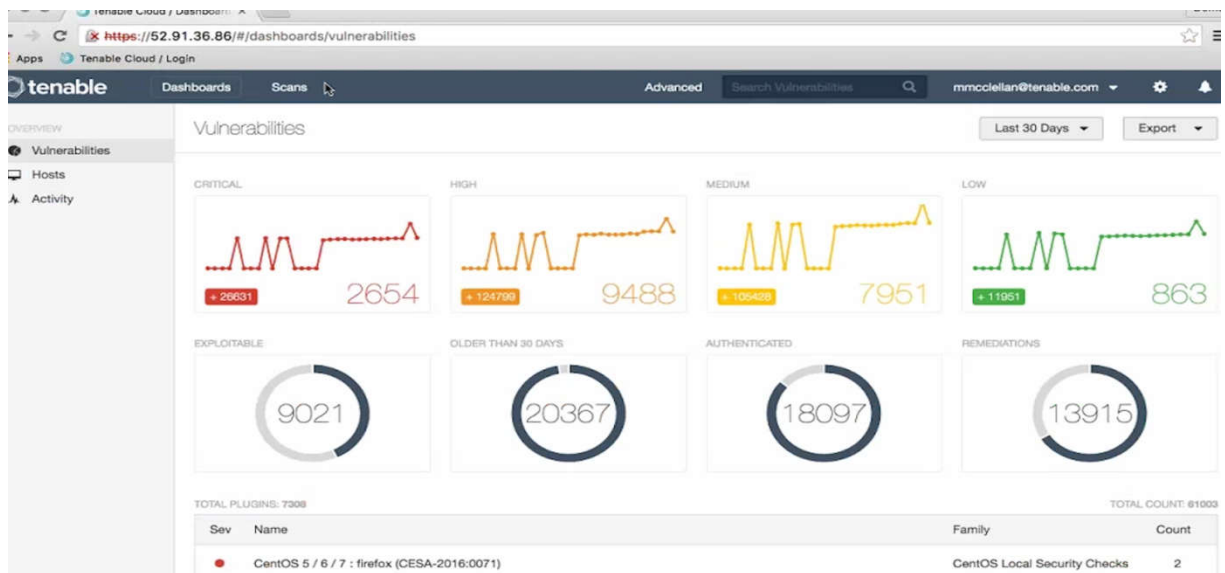 Tenable Cloud / Dashboard
https://52.91.36.86/#/dashboards/vulnerabilities
Apps Tenable Cloud / Login
tenable Dashboards Scans Advanced Search Vulnerabilities mmcclellan@tenable.com
OVERVIEW
Vulnerabilities
Hosts
Activity
Vulnerabilities Last 30 Days Export
CRITICAL HIGH MEDIUM LOW
+ 26631 2654 + 124799 9488 + 105428 7951 + 11951 863
EXPLOITABLE OLDER THAN 30 DAYS AUTHENTICATED REMEDIATIONS
9021 20367 18097 13915
TOTAL PLUGINS: 7308 TOTAL COUNT: 61003
Sev Name Family Count
CentOS 5 / 6 / 7 : firefox (CESA-2016:0071) CentOS Local Security Checks 2